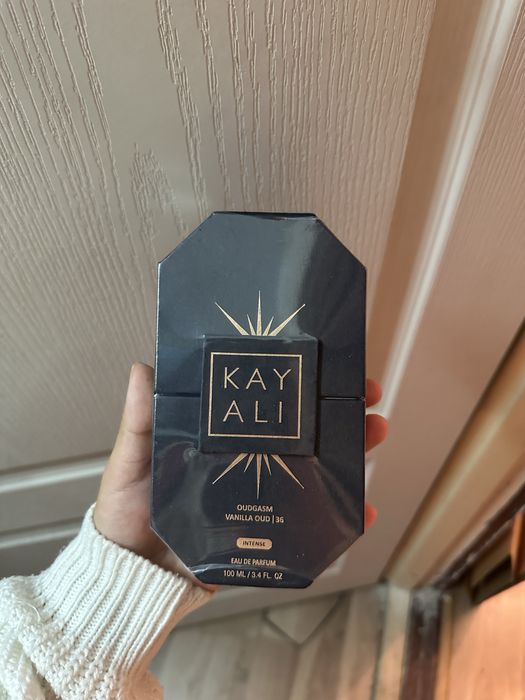 KAY
ALI
OUDGASM
VANILLA OUD | 36
INTENSE
EAU DE PARFUM
100 ML / 3.4 FL. OZ